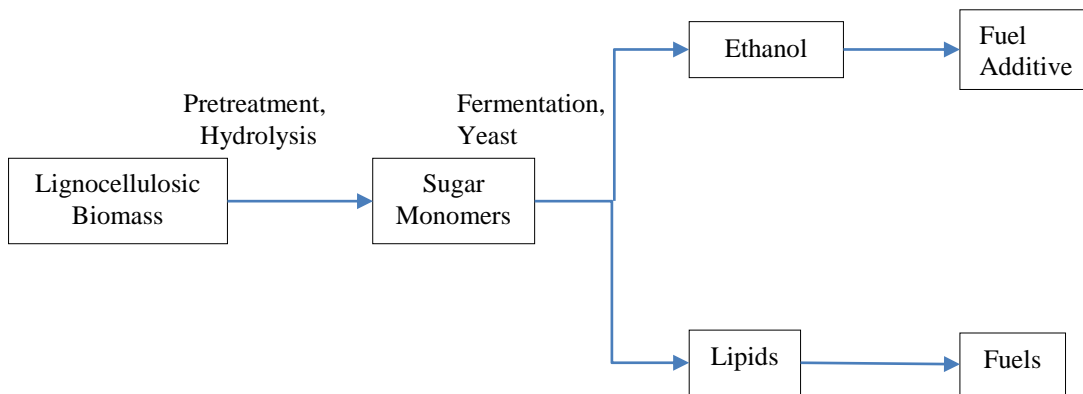 Pretreatment,
Hydrolysis
Lignocellulosic
Biomass
Fermentation,
Yeast
Sugar
Monomers
Ethanol
Fuel
Additive
Lipids
Fuels